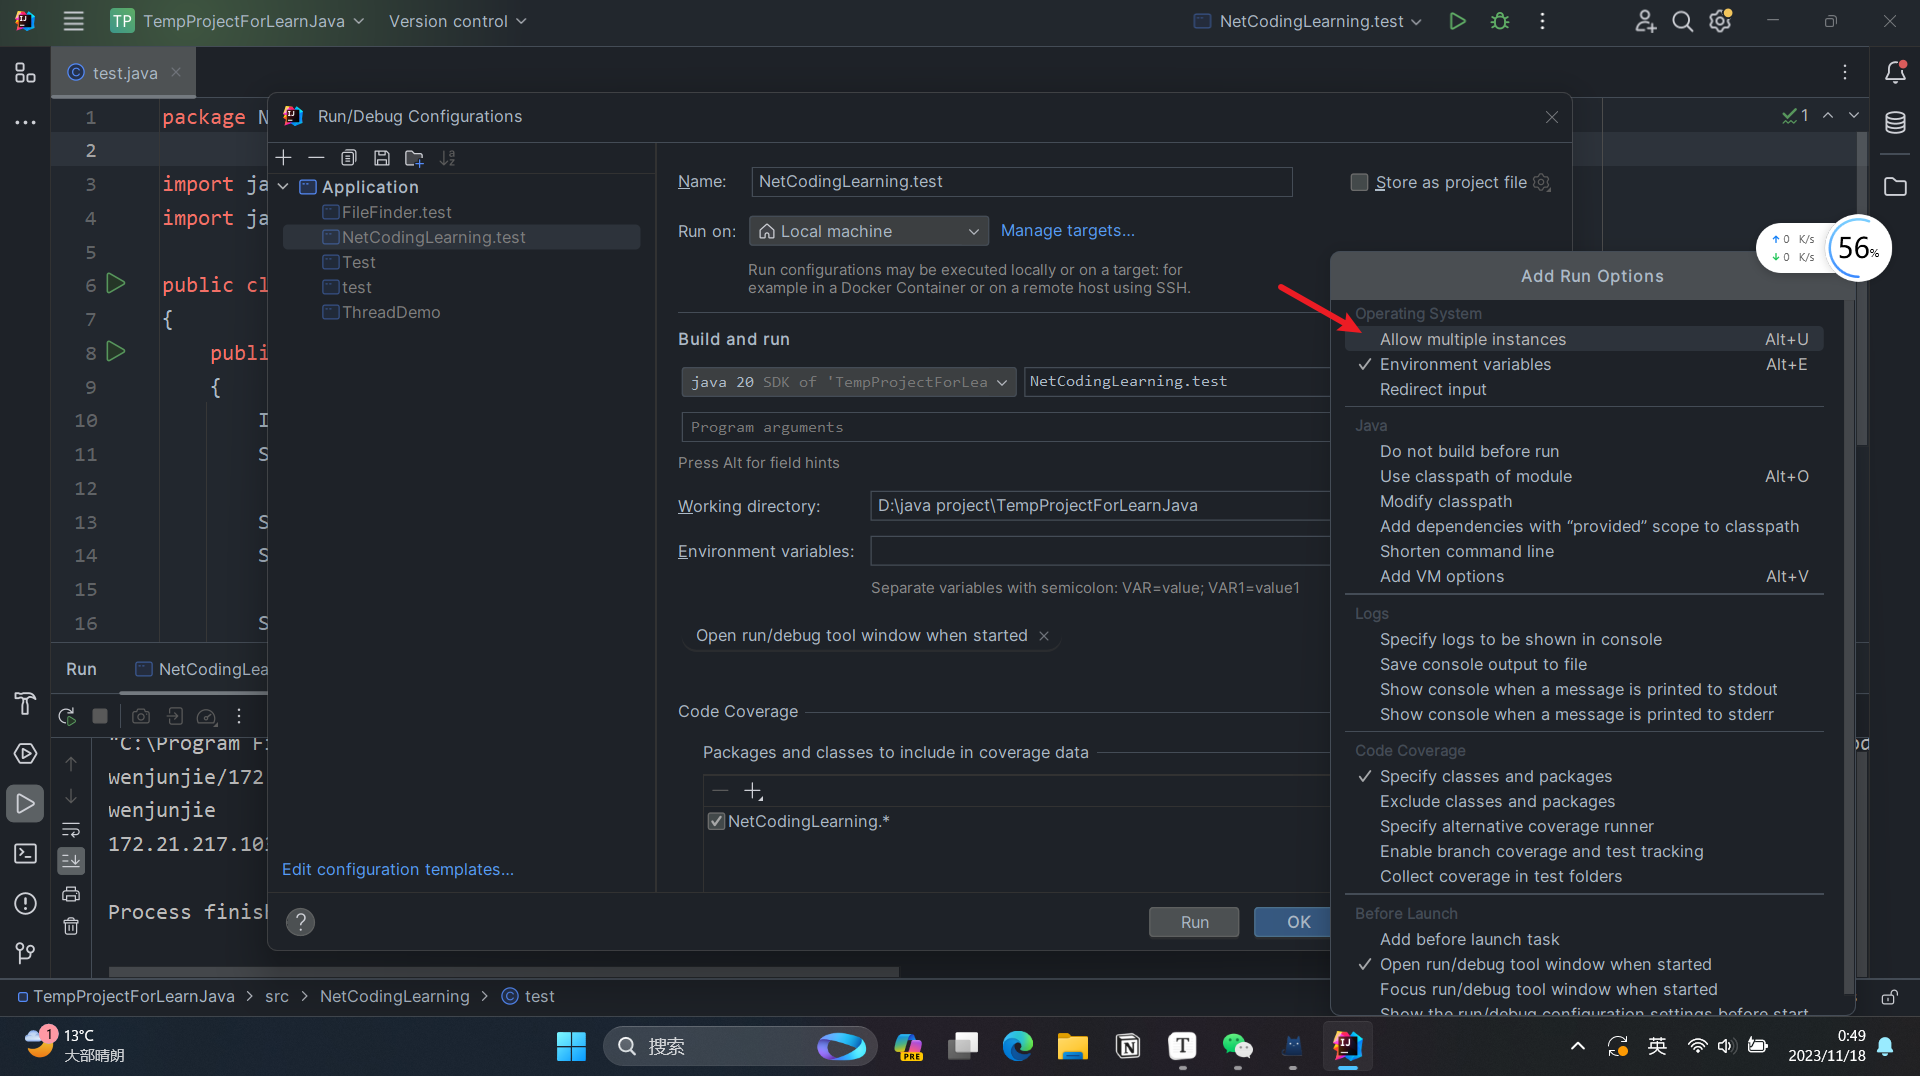 TP TempProjectForLearnJava Version control NetCodingLearning.test
test.java
1 package N
2
3 import ja
4 import ja
5
6 public cl
7 {
8 publi
9 {
10 I
11 S
12
13 S
14 S
15
16 S
1
Run/Debug Configurations
Application
FileFinder.test
NetCodingLearning.test
Test
test
ThreadDemo
Edit configuration templates...
Name: NetCodingLearning.test Store as project file
Run on: Local machine Manage targets...
Run configurations may be executed locally or on a target: for
example in a Docker Container or on a remote host using SSH.
Build and run
java 20 SDK of 'TempProjectForLea NetCodingLearning.test
Program arguments
Press Alt for field hints
Working directory: D:\java project\TempProjectForLearnJava
Environment variables:
Separate variables with semicolon: VAR=value; VAR1=value1
Open run/debug tool window when started
Code Coverage
Packages and classes to include in coverage data
NetCodingLearning.*
? Run OK
0 K/s
0 K/s
56%
Add Run Options
Operating System
Allow multiple instances Alt+U
Environment variables Alt+E
Redirect input
Java
Do not build before run
Use classpath of module Alt+O
Modify classpath
Add dependencies with “provided” scope to classpath
Shorten command line
Add VM options Alt+V
Logs
Specify logs to be shown in console
Save console output to file
Show console when a message is printed to stdout
Show console when a message is printed to stderr
Code Coverage
Specify classes and packages
Exclude classes and packages
Specify alternative coverage runner
Enable branch coverage and test tracking
Collect coverage in test folders
Before Launch
Add before launch task
Open run/debug tool window when started
Focus run/debug tool window when started
Show the run/debug configuration settings before start
Run NetCodingLea
"C:\Program Fi
wenjunjie/172
wenjunjie
172.21.217.103
Process finish
TempProjectForLearnJava > src > NetCodingLearning > test
1 13°C
大部晴朗
搜索
PRE
英
0:49
2023/11/18